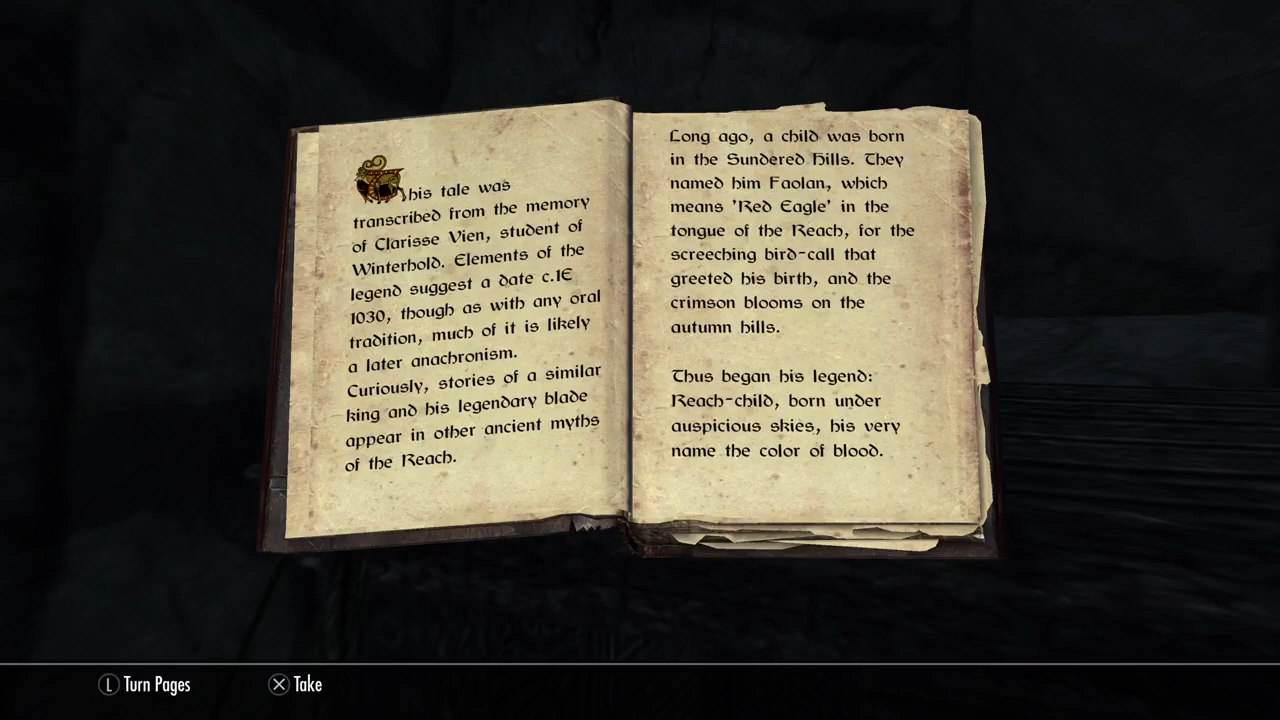 This tale was
transcribed from the memory
of Clarisse Vien, student of
Winterhold. Elements of the
legend suggest a date c.1E
1030, though as with any oral
tradition, much of it is likely
a later anachronism.
Curiously, stories of a similar
king and his legendary blade
appear in other ancient myths
of the Reach.
Long ago, a child was born
in the Sundered Hills. They
named him Faolan, which
means 'Red Eagle' in the
tongue of the Reach, for the
screeching bird-call that
greeted his birth, and the
crimson blooms on the
autumn hills.
Thus began his legend:
Reach-child, born under
auspicious skies, his very
name the color of blood.
L Turn Pages
X Take